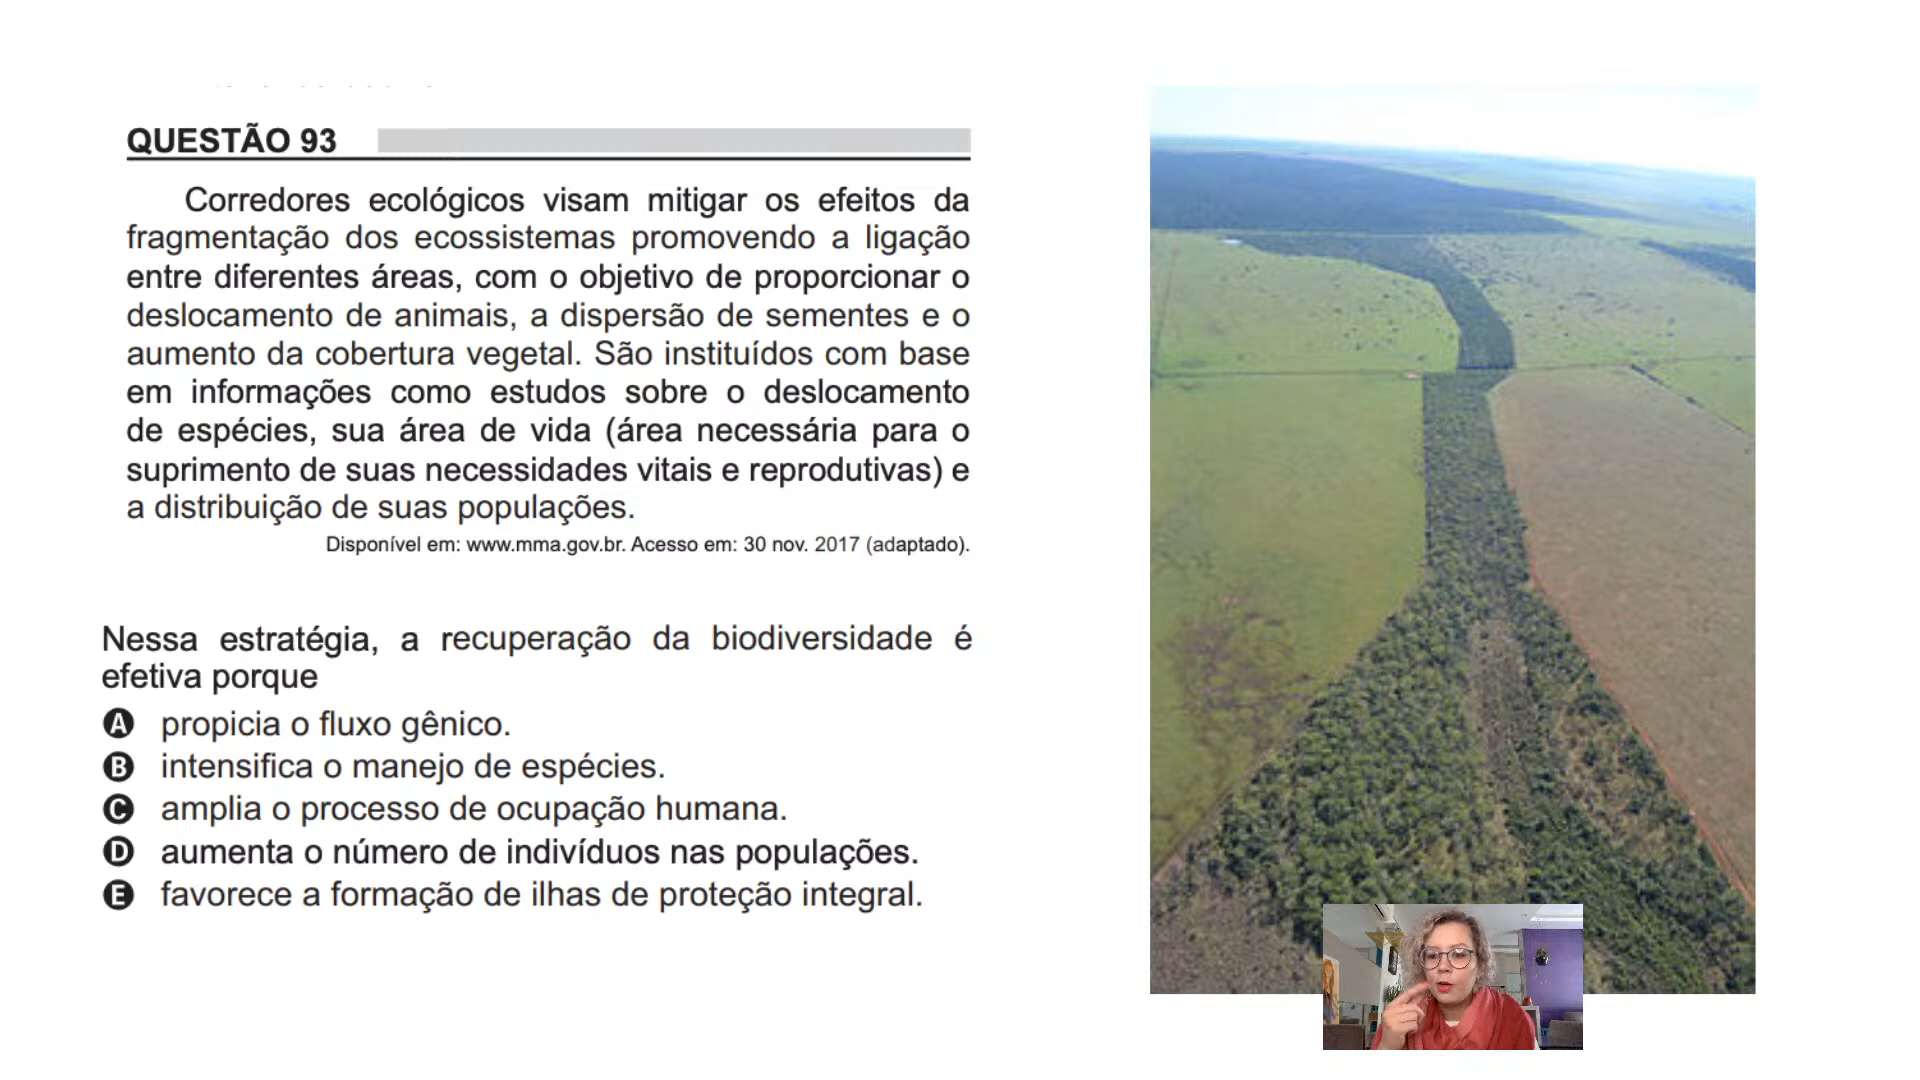 QUESTÃO 93
Corredores ecológicos visam mitigar os efeitos da
fragmentação dos ecossistemas promovendo a ligação
entre diferentes áreas, com o objetivo de proporcionar o
deslocamento de animais, a dispersão de sementes e o
aumento da cobertura vegetal. São instituídos com base
em informações como estudos sobre o deslocamento
de espécies, sua área de vida (área necessária para o
suprimento de suas necessidades vitais e reprodutivas) e
a distribuição de suas populações.
Disponível em: www.mma.gov.br. Acesso em: 30 nov. 2017 (adaptado).
Nessa estratégia, a recuperação da biodiversidade é
efetiva porque
A propicia o fluxo gênico.
B intensifica o manejo de espécies.
C amplia o processo de ocupação humana.
D aumenta o número de indivíduos nas populações.
E favorece a formação de ilhas de proteção integral.